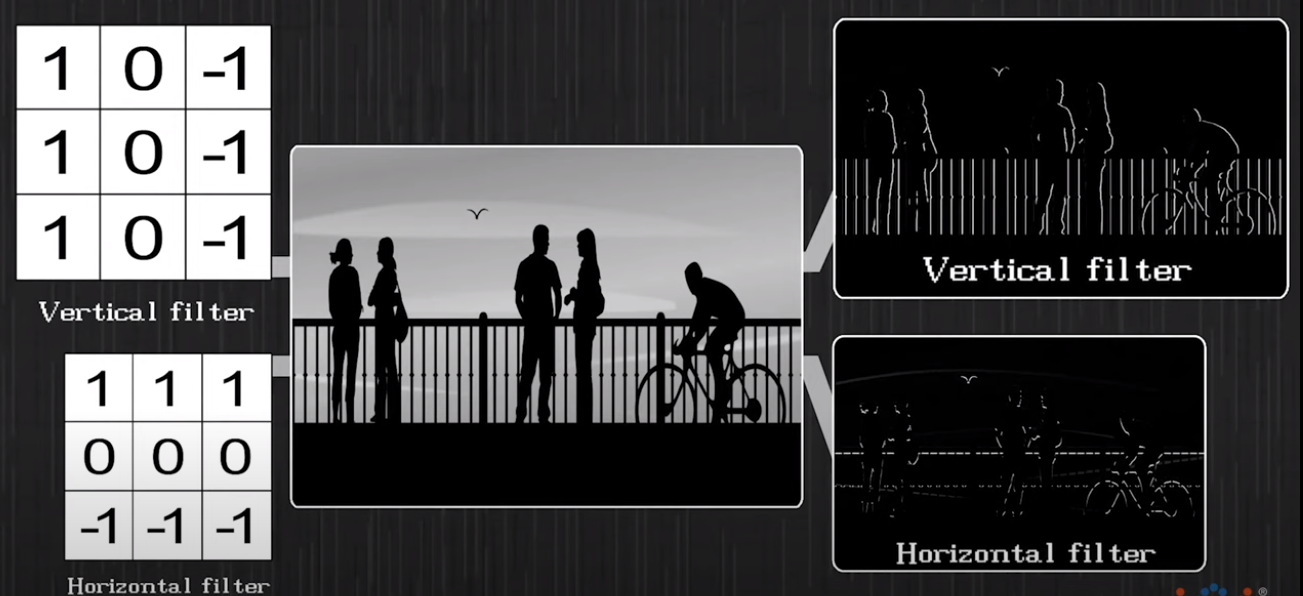 1 0 -1
1 0 -1
1 0 -1
Vertical filter
1 1 1
0 0 0
-1 -1 -1
Horizontal filter
Vertical filter
Horizontal filter
®